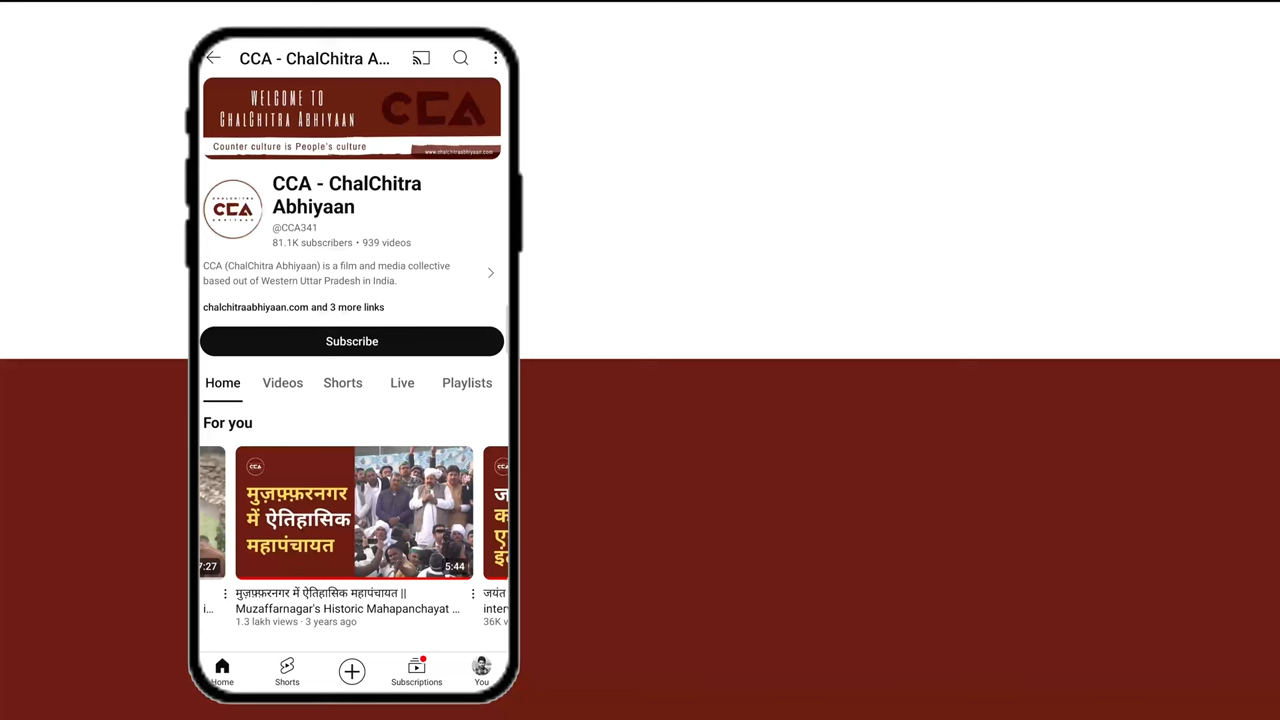 CCA - ChalChitra A...
WELCOME TO
CHALCHITRA ABHIYAAN
CCA
Counter culture is People's culture
www.chalchitraabhiyaan.com
CHALCHITRA
CCA
ABHIYAAN
CCA - ChalChitra
Abhiyaan
@CCA341
81.1K subscribers • 939 videos
CCA (ChalChitra Abhiyaan) is a film and media collective
based out of Western Uttar Pradesh in India.
chalchitraabhiyaan.com and 3 more links
Subscribe
Home Videos Shorts Live Playlists
For you
CCA
मुज़फ़्फ़रनगर
में ऐतिहासिक
महापंचायत
7:27
5:44
i...
मुज़फ़्फ़रनगर में ऐतिहासिक महापंचायत ||
Muzaffarnagar's Historic Mahapanchayat ...
1.3 lakh views · 3 years ago
जयंत
36K
Home Shorts Subscriptions You